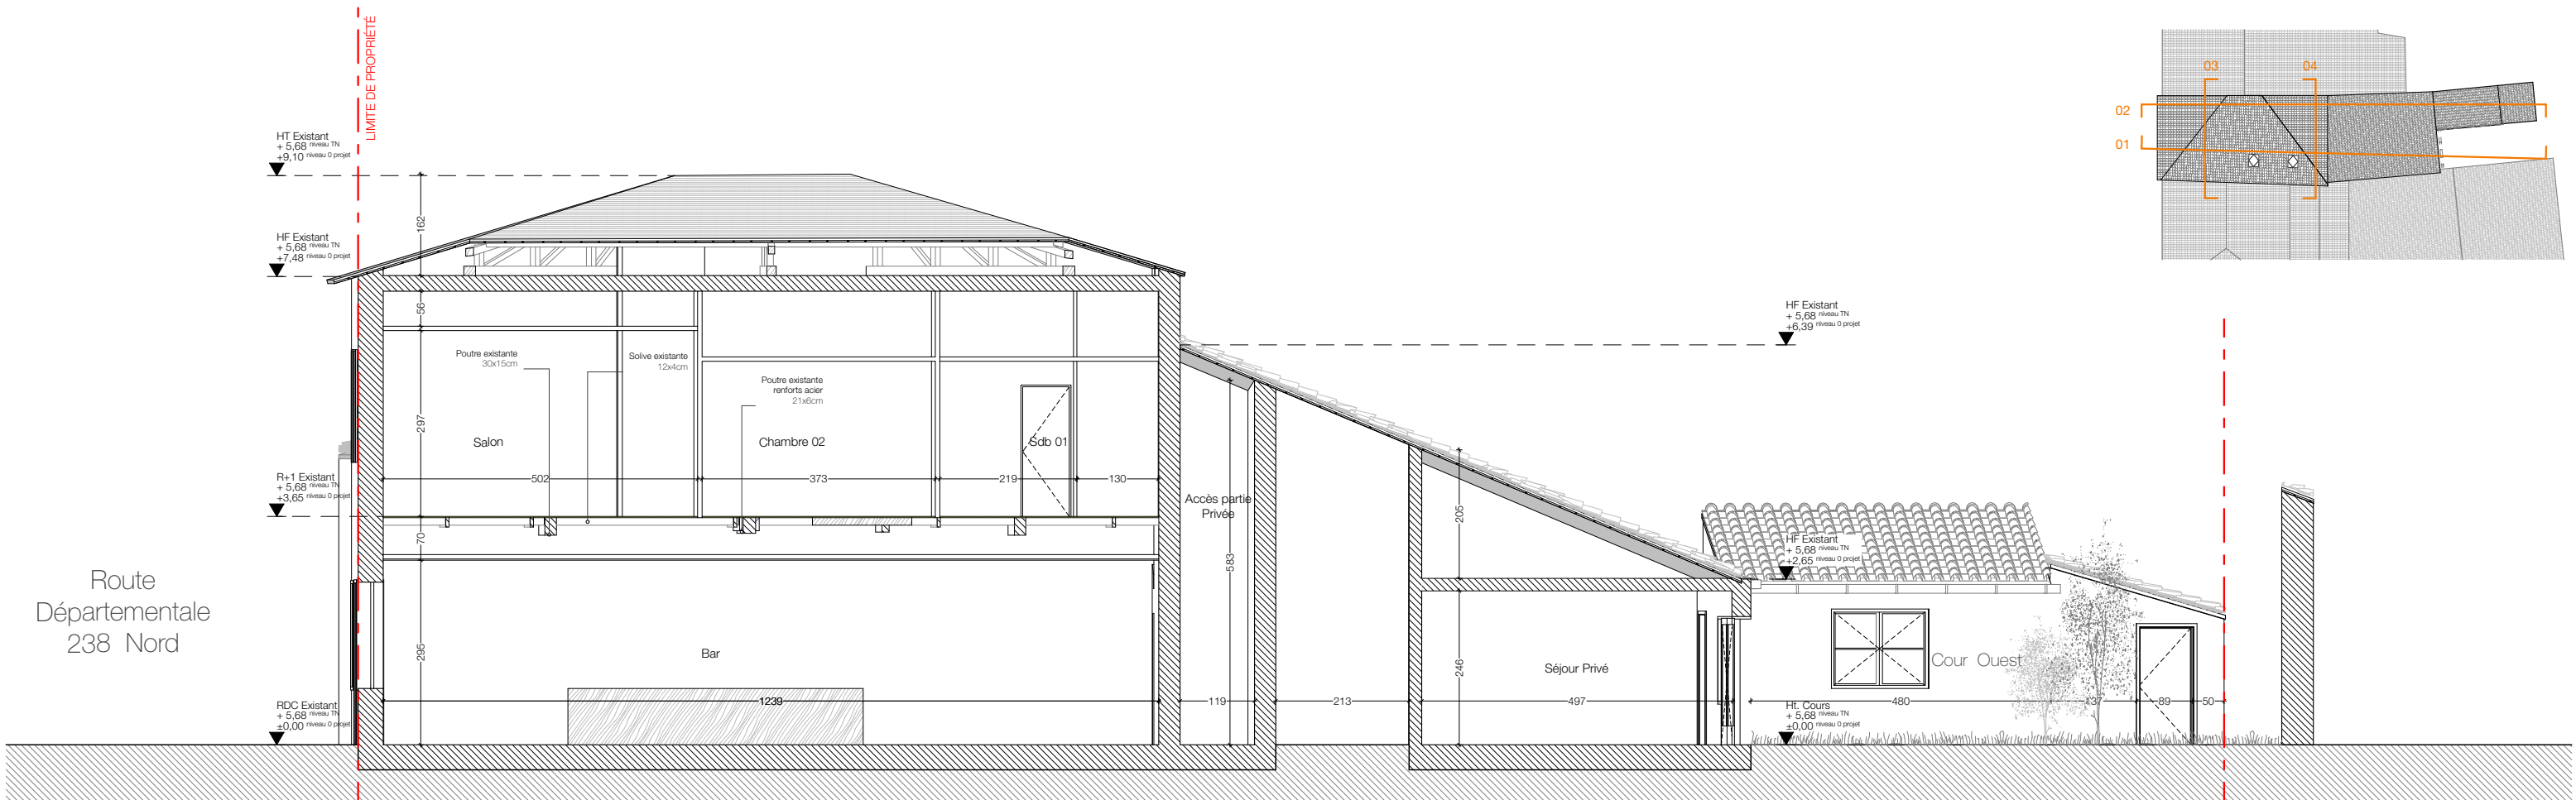 LIMITE DE PROPRIÉTÉ
03
04
02
01
HT Existant
+ 5,68 niveau TN
+9,10 niveau 0 projet
162
HF Existant
+ 5,68 niveau TN
+7,48 niveau 0 projet
56
HF Existant
+ 5,68 niveau TN
+6,39 niveau 0 projet
Poutre existante
30x15cm
Solive existante
12x4cm
Poutre existante
renforts acier
21x6cm
297
Salon
Chambre 02
Sdb 01
R+1 Existant
+ 5,68 niveau TN
+3,65 niveau 0 projet
502
373
219
130
Accès partie
Privée
205
70
583
HF Existant
+ 5,68 niveau TN
+2,65 niveau 0 projet
Route
Départementale
238 Nord
295
Bar
246
Séjour Privé
Cour Ouest
RDC Existant
+ 5,68 niveau TN
±0,00 niveau 0 projet
1239
119
213
497
Ht. Cours
+ 5,68 niveau TN
±0,00 niveau 0 projet
480
137
89
50